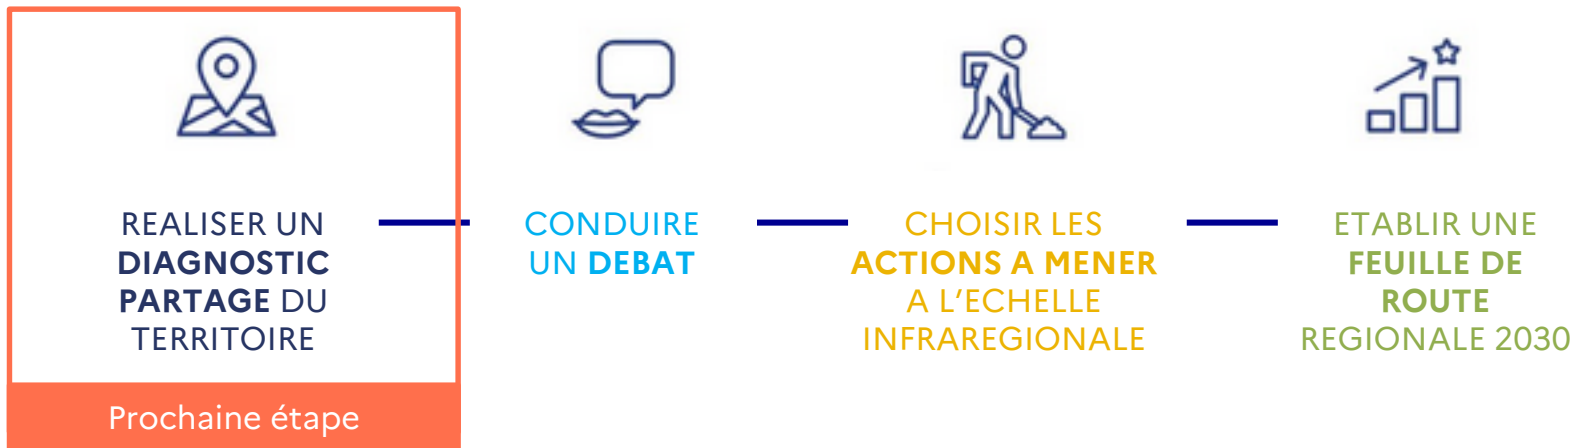 REALISER UN
DIAGNOSTIC
PARTAGE DU
TERRITOIRE
Prochaine étape
CONDUIRE
UN DEBAT
CHOISIR LES
ACTIONS A MENER
A L’ECHELLE
INFRAREGIONALE
ETABLIR UNE
FEUILLE DE
ROUTE
REGIONALE 2030